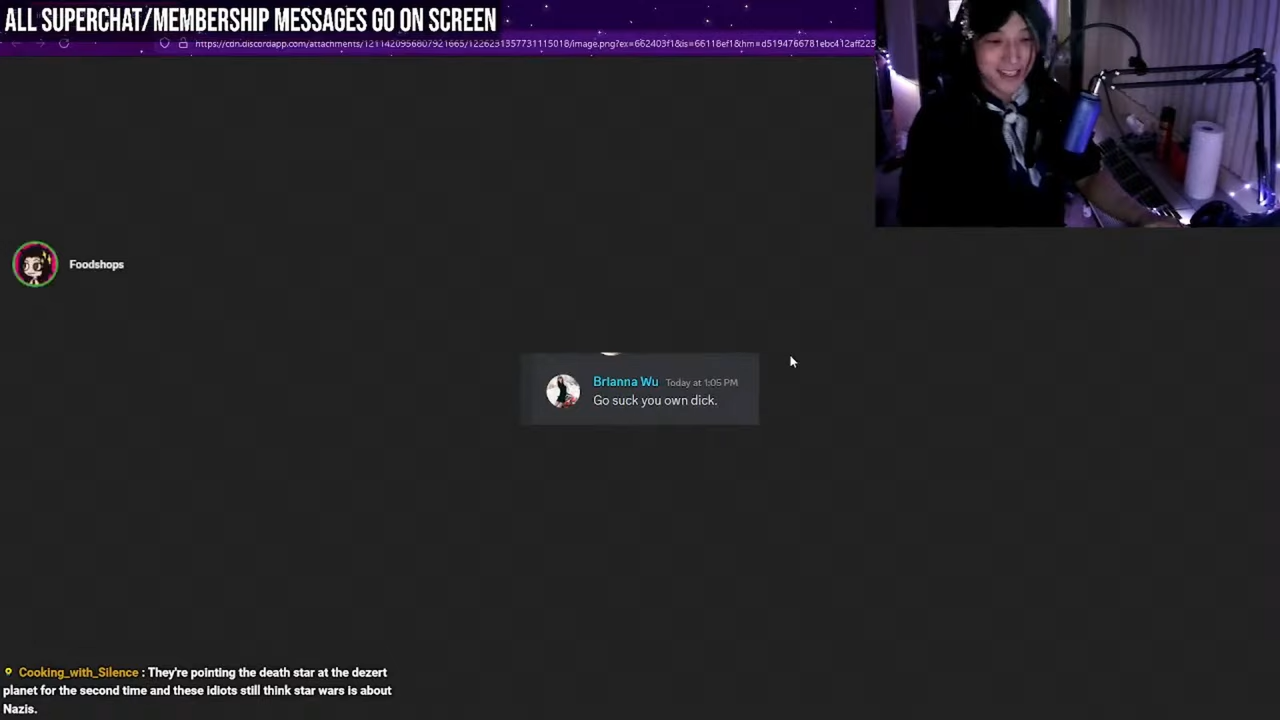 ALL SUPERCHAT/MEMBERSHIP MESSAGES GO ON SCREEN
Foodshops
Brianna Wu Today at 1:05 PM
Go suck you own dick.
Cooking_with_Silence : They're pointing the death star at the dezert
planet for the second time and these idiots still think star wars is about
Nazis.